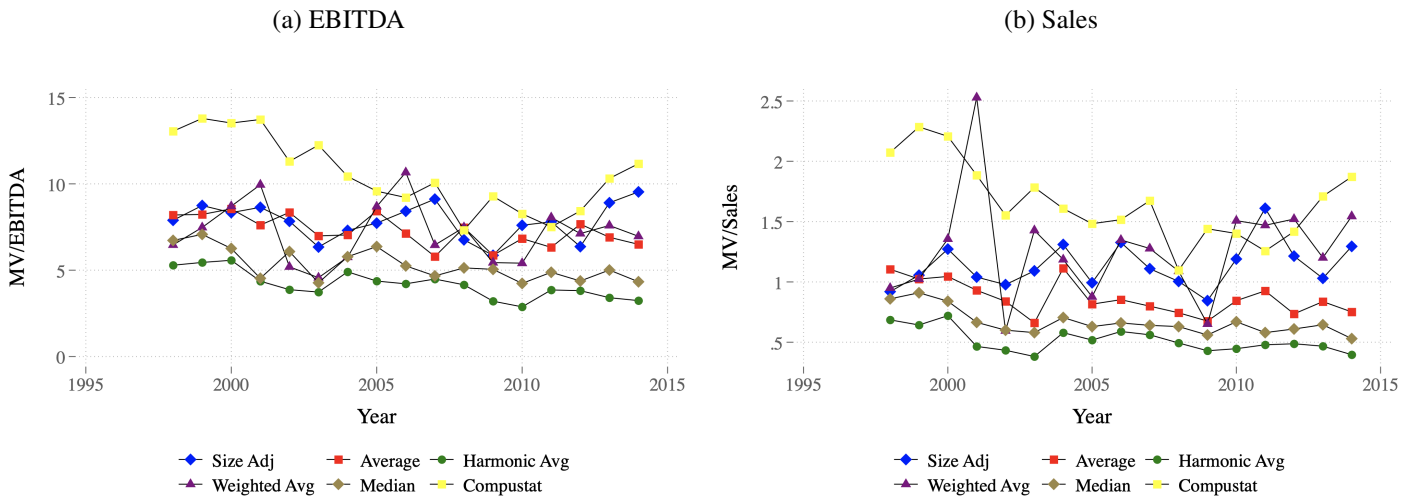 (a) EBITDA
15
10
5
0
MV/EBITDA
1995
2000
2005
2010
2015
Year
Size Adj
Average
Harmonic Avg
Weighted Avg
Median
Compustat
(b) Sales
2.5
2
1.5
1
.5
MV/Sales
1995
2000
2005
2010
2015
Year
Size Adj
Average
Harmonic Avg
Weighted Avg
Median
Compustat